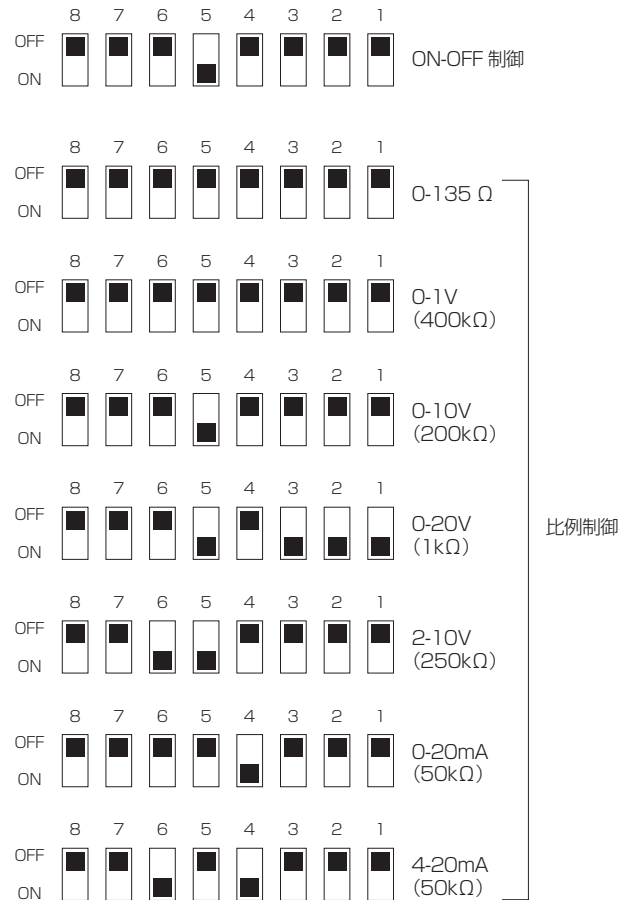 8 7 6 5 4 3 2 1
OFF
ON-OFF 制御
ON
8 7 6 5 4 3 2 1
OFF
0-135 Ω
ON
8 7 6 5 4 3 2 1
OFF
0-1V
ON
(400kΩ)
8 7 6 5 4 3 2 1
OFF
0-10V
ON
(200kΩ)
8 7 6 5 4 3 2 1
OFF
0-20V
ON
(1kΩ)
比例制御
8 7 6 5 4 3 2 1
OFF
2-10V
ON
(250kΩ)
8 7 6 5 4 3 2 1
OFF
0-20mA
ON
(50kΩ)
8 7 6 5 4 3 2 1
OFF
4-20mA
ON
(50kΩ)